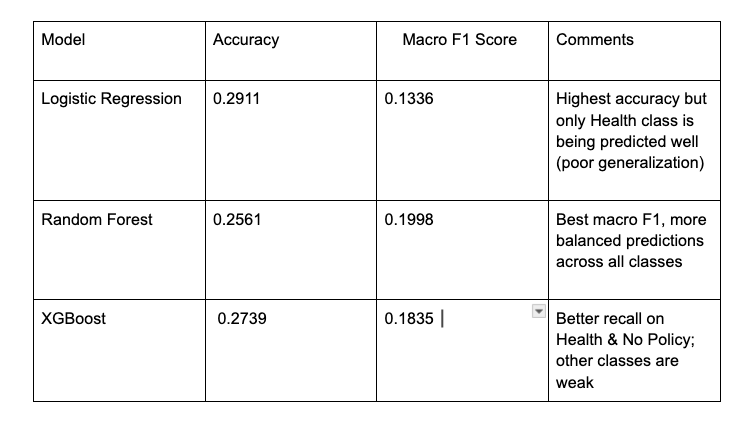 Model Accuracy Macro F1 Score Comments
Logistic Regression 0.2911 0.1336 Highest accuracy but
only Health class is
being predicted well
(poor generalization)
Random Forest 0.2561 0.1998 Best macro F1, more
balanced predictions
across all classes
XGBoost 0.2739 0.1835 Better recall on
Health & No Policy;
other classes are
weak